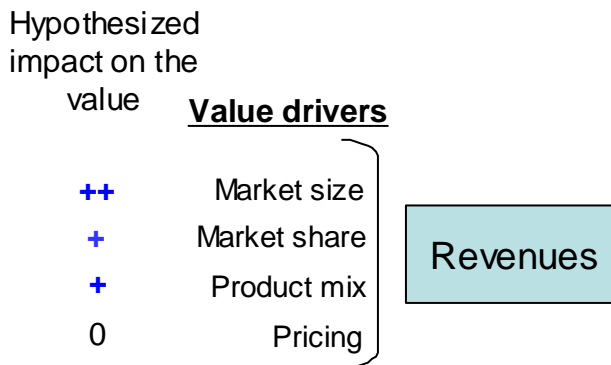 Hypothesized
impact on the
value
Value drivers
++ Market size
+ Market share
+ Product mix
0 Pricing
Revenues